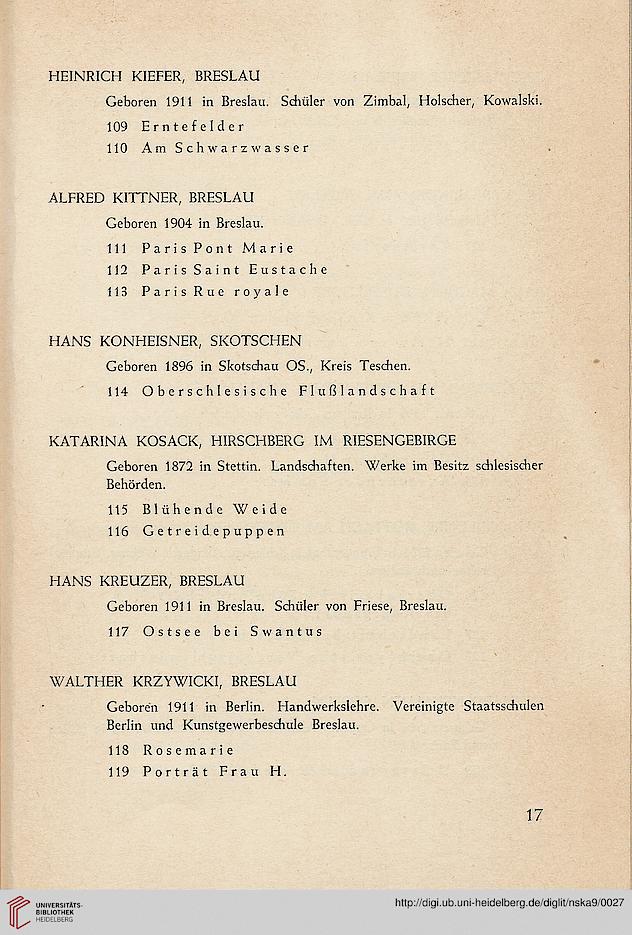 HEINRICH KIEFER, BRESLAU
Geboren 1911 in Breslau. Schüler von Zimbal, Holscher, Kowalski.
109 Erntefelder
110 Am Schwarzwasser
ALFRED KITTNER, BRESLAU
Geboren 1904 in Breslau.
111 Paris Pont Marie
112 Paris Saint Eustache
113 Paris Rue royale
HANS KONHEISNER, SKOTSCHEN
Geboren 1896 in Skotschau OS., Kreis Teschen.
114 Oberschlesische Flußlandschaft
KATARINA KOSACK, HIRSCHBERG IM RIESENGEBIRGE
Geboren 1872 in Stettin. Landschaften. Werke im Besitz schlesischer
Behörden.
115 Blühende Weide
116 Getreidepuppen
HANS KREUZER, BRESLAU
Geboren 1911 in Breslau. Schüler von Friese, Breslau.
117 Ostsee bei Swantus
WALTHER KRZYWICKI, BRESLAU
Geboren 1911 in Berlin. Handwerkslehre. Vereinigte Staatsschulen
Berlin und Kunstgewerbeschule Breslau.
118 Rosemarie
119 Porträt Frau H.
17
UNIVERSITÄTS-
BIBLIOTHEK
HEIDELBERG
http://digi.ub.uni-heidelberg.de/diglit/nska9/0027